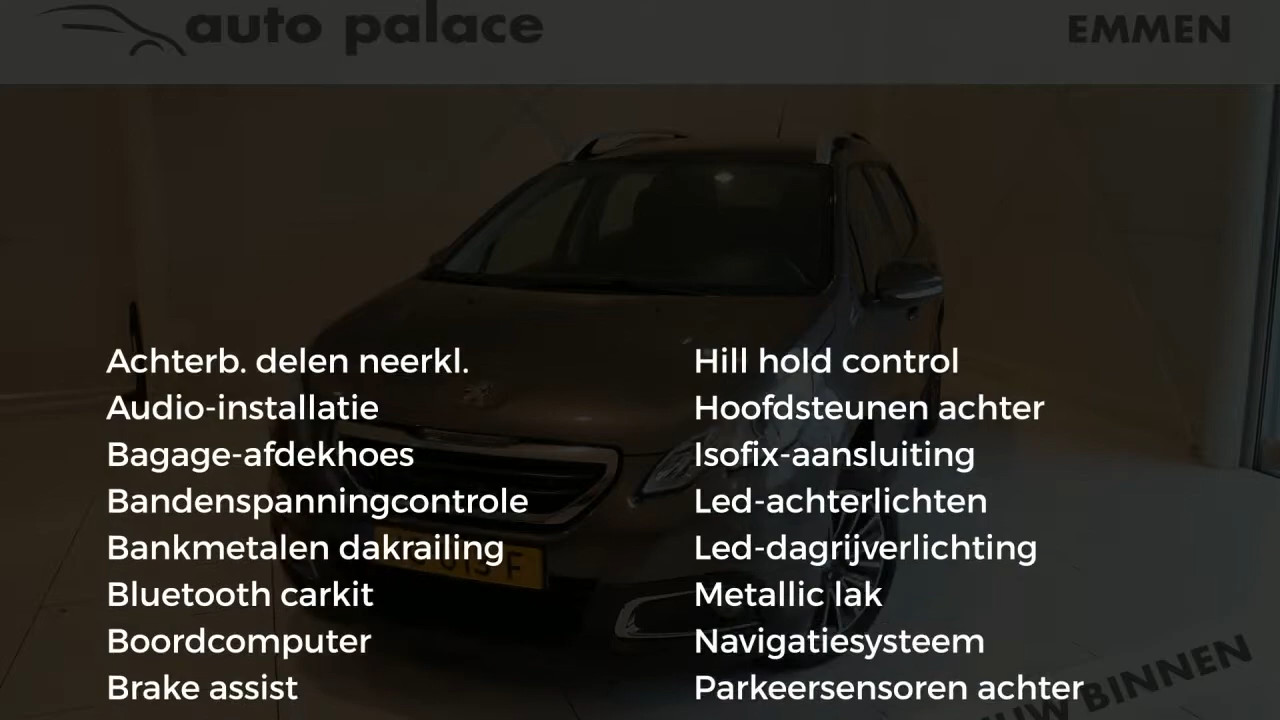 auto palace
EMMEN
Achterb. delen neerkl.
Audio-installatie
Bagage-afdekhoes
Bandenspanningcontrole
Bankmetalen dakrailing
Bluetooth carkit
Boordcomputer
Brake assist
Hill hold control
Hoofdsteunen achter
Isofix-aansluiting
Led-achterlichten
Led-dagrijverlichting
Metallic lak
Navigatiesysteem
Parkeersensoren achter
BINNEN